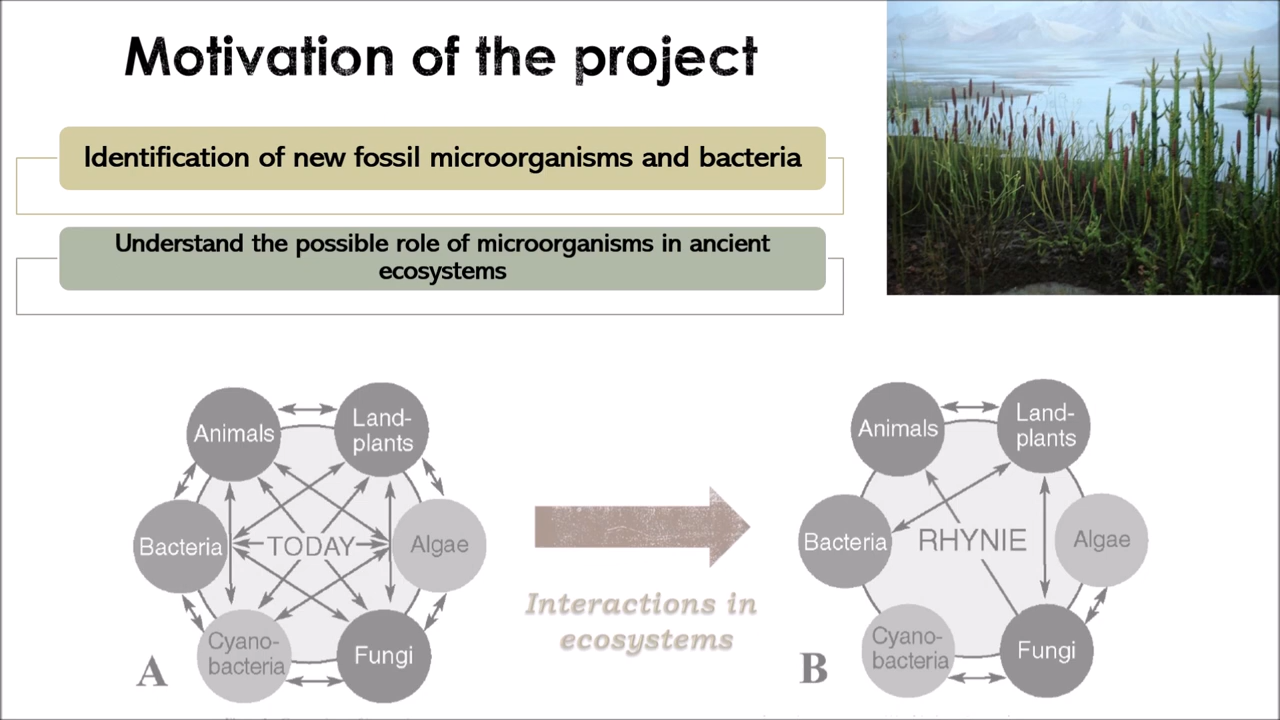 Motivation of the project
Identification of new fossil microorganisms and bacteria
Understand the possible role of microorganisms in ancient
ecosystems
Animals
Land-
plants
Bacteria
TODAY
Algae
Cyano-
bacteria
Fungi
A
Interactions in
ecosystems
Animals
Land-
plants
Bacteria
RHYNIE
Algae
Cyano-
bacteria
Fungi
B